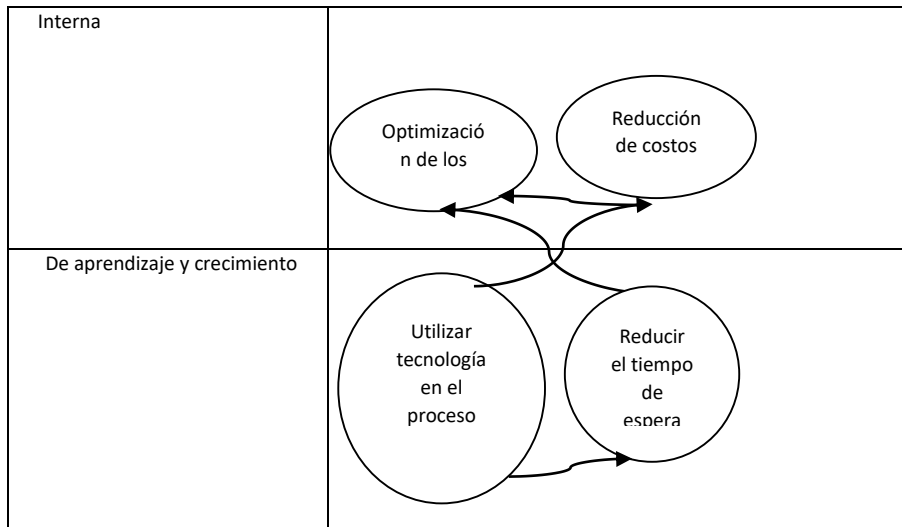 Interna
Optimizació
n de los
Reducción
de costos
De aprendizaje y crecimiento
Utilizar
tecnología
en el
proceso
Reducir
el tiempo
de
espera